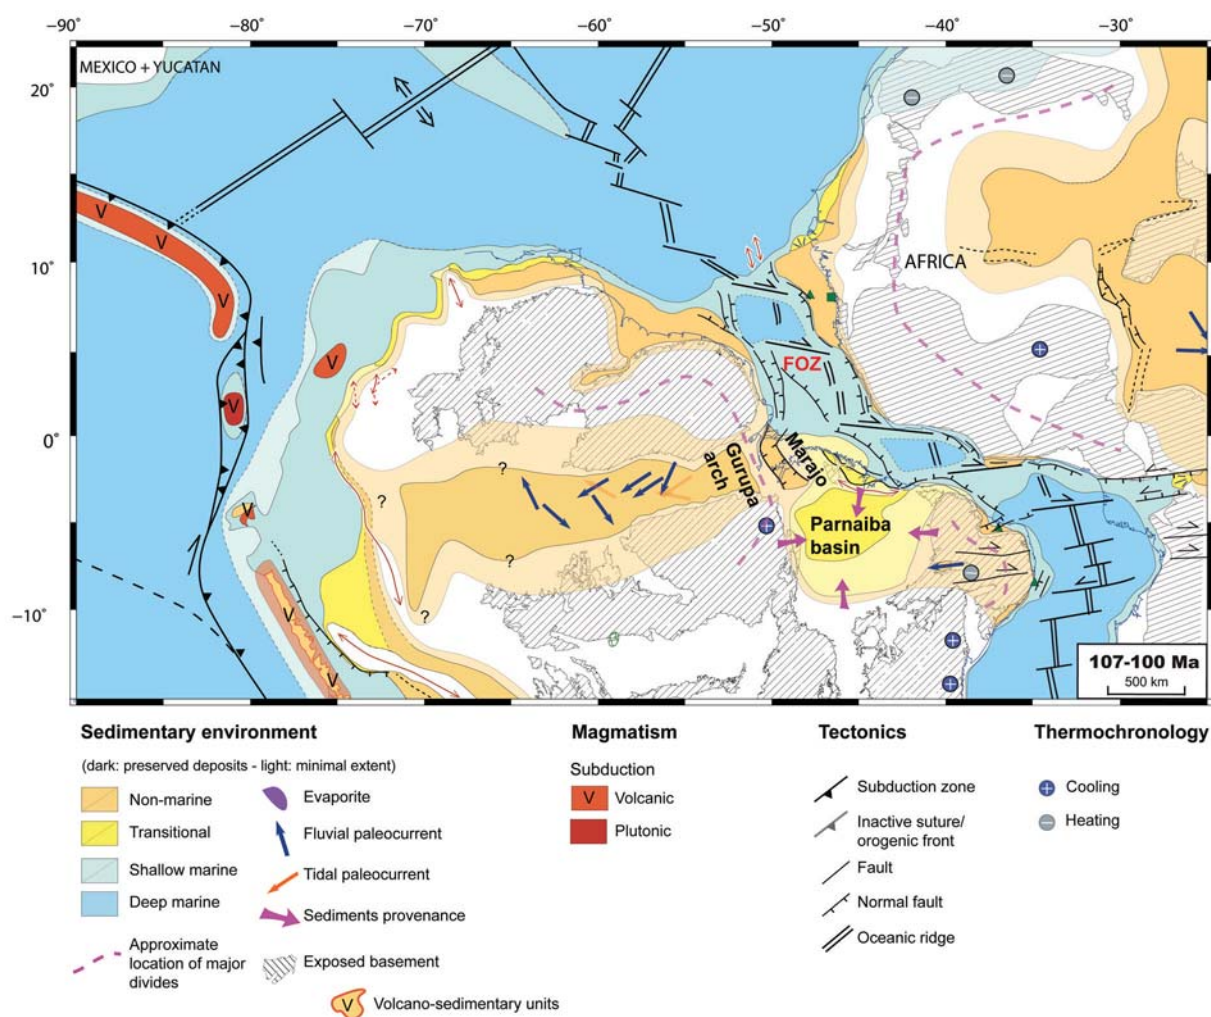 −90 −80 −70 −60 −50 −40 −30
MEXICO + YUCATAN
20°
10°
0°
−10°
AFRICA
FOZ
Gurupa
arch
Marajo
Parnaiba
basin
V
V
V
V
V
V
V
V
?
?
?
?
107-100 Ma
500 km
Sedimentary environment
(dark: preserved deposits - light: minimal extent)
Non-marine
Transitional
Shallow marine
Deep marine
Approximate
location of major
divides
Evaporite
Fluvial paleocurrent
Tidal paleocurrent
Sediments provenance
Exposed basement
V Volcano-sedimentary units
Magmatism
Subduction
V Volcanic
Plutonic
Tectonics
Subduction zone
Inactive suture/
orogenic front
Fault
Normal fault
Oceanic ridge
Thermochronology
Cooling
Heating